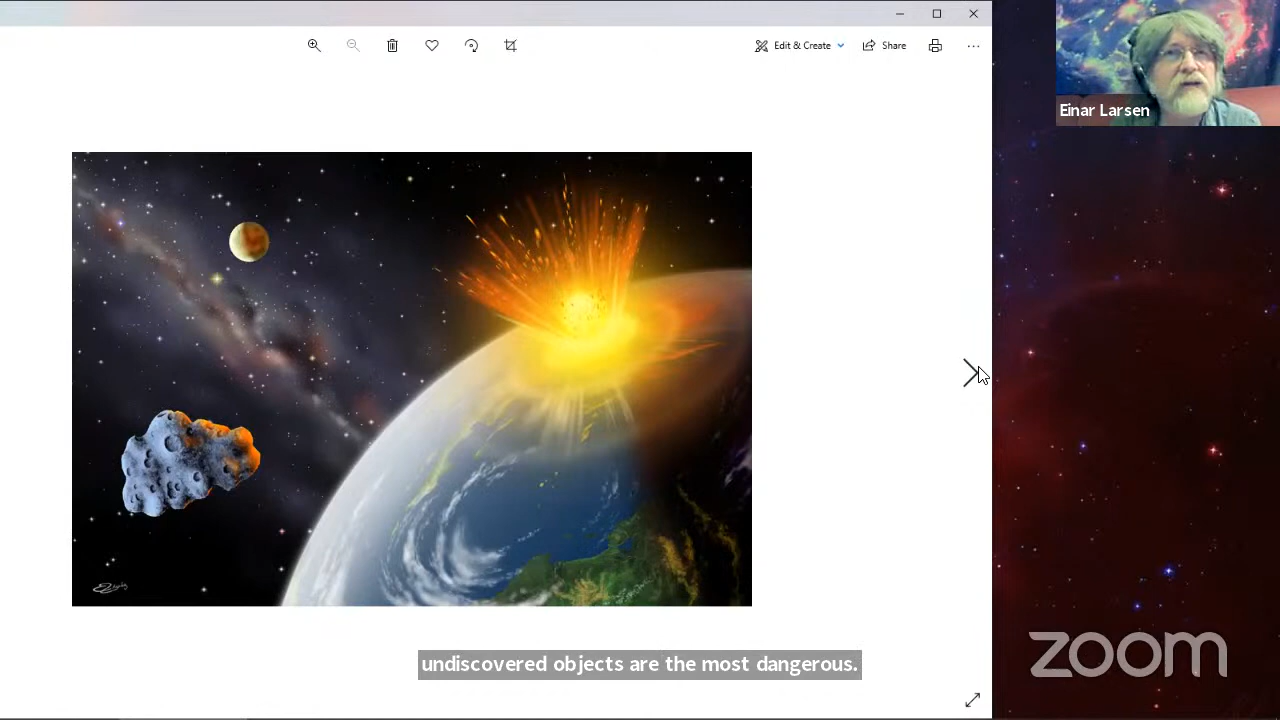 Edit & Create
Share
Einar Larsen
undiscovered objects are the most dangerous.
zoom